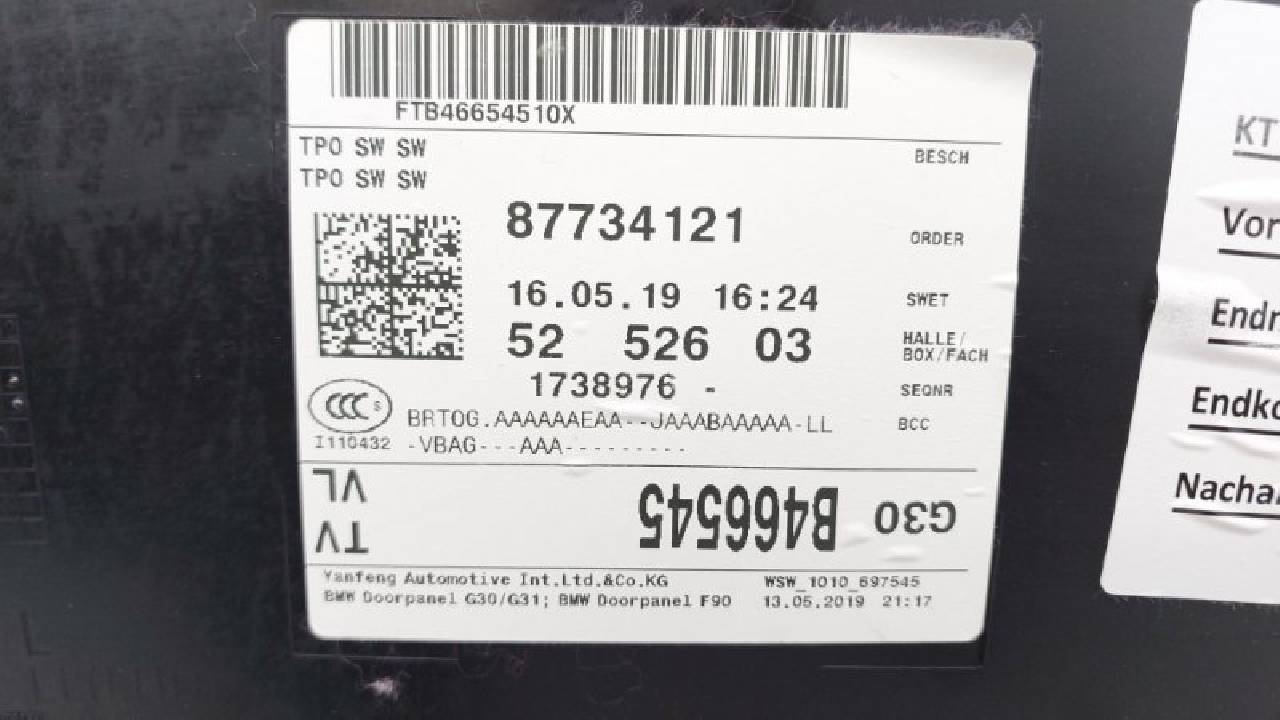 FTB46654510X
TPO SW SW
TPO SW SW
BESCH
87734121
ORDER
16.05.19 16:24
SWET
52 526 03
HALLE/
BOX/FACH
1738976 -
SEQNR
CCC S
I110432
BRTOG.AAAAAAEAA--JAAABAAAAA-LL
BCC
-VBAG---AAA---------
VL
TV
B466545
G30
Yanfeng Automotive Int.Ltd.&Co.KG
WSW_1010_697545
BMW Doorpanel G30/G31; BMW Doorpanel F90
13.05.2019 21:17
KT
Vor
Endr
Endko
Nacha